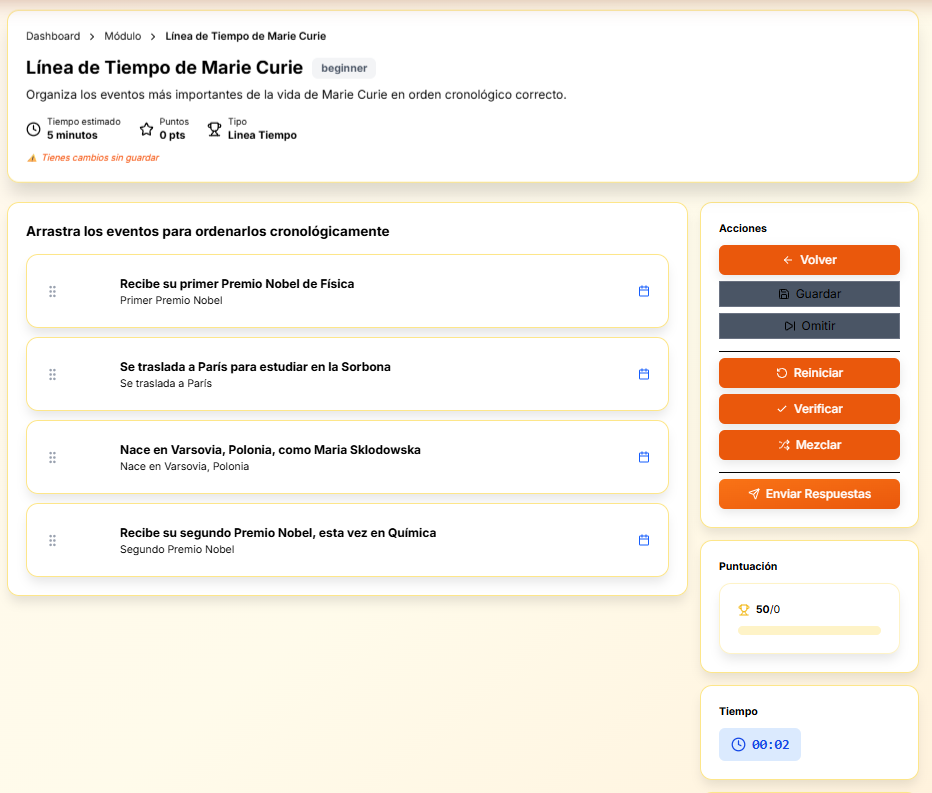 Dashboard > Módulo > Línea de Tiempo de Marie Curie
Línea de Tiempo de Marie Curie beginner
Organiza los eventos más importantes de la vida de Marie Curie en orden cronológico correcto.
Tiempo estimado
5 minutos
Puntos
0 pts
Tipo
Linea Tiempo
Tienes cambios sin guardar
Arrastra los eventos para ordenarlos cronológicamente
Recibe su primer Premio Nobel de Física
Primer Premio Nobel
Se traslada a París para estudiar en la Sorbona
Se traslada a París
Nace en Varsovia, Polonia, como Maria Sklodowska
Nace en Varsovia, Polonia
Recibe su segundo Premio Nobel, esta vez en Química
Segundo Premio Nobel
Acciones
Volver
Guardar
Omitir
Reiniciar
Verificar
Mezclar
Enviar Respuestas
Puntuación
50/0
Tiempo
00:02